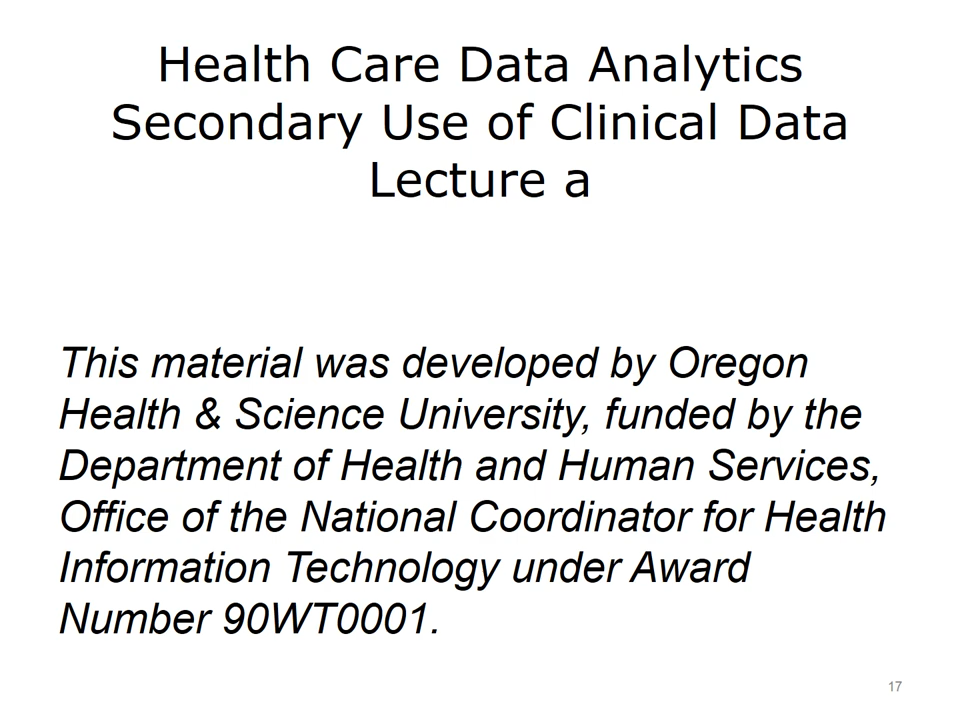 Health Care Data Analytics
Secondary Use of Clinical Data
Lecture a
This material was developed by Oregon
Health & Science University, funded by the
Department of Health and Human Services,
Office of the National Coordinator for Health
Information Technology under Award
Number 90WT0001.
17